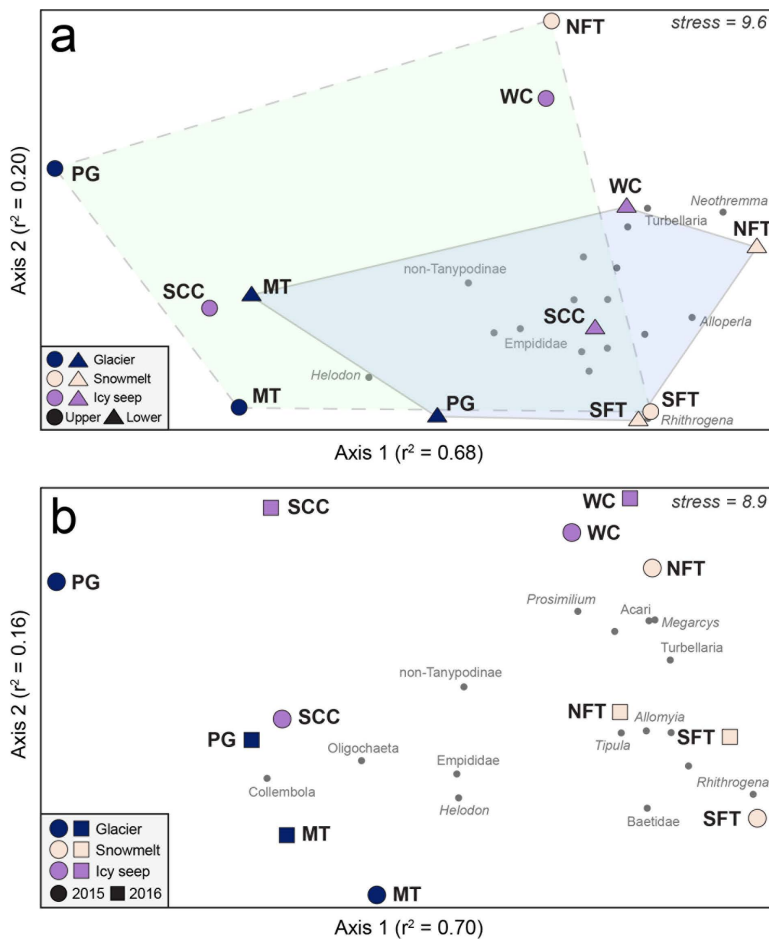 a
stress = 9.6
NFT
WC
PG
WC
Neothremma
Turbellaria
NFT
non-Tanypodinae
MT
SCC
SCC
Alloperla
Empididae
Helodon
MT
PG
SFT
SFT
Rhithrogena
Glacier
Snowmelt
Icy seep
Upper Lower
Axis 2 (r² = 0.20)
Axis 1 (r² = 0.68)
b
stress = 8.9
SCC
WC
WC
PG
NFT
Prosimilium
Acari
Megarcys
Turbellaria
non-Tanypodinae
SCC
NFT
Allomyia
PG
SFT
Tipula
Oligochaeta
Empididae
Collembola
Rhithrogena
Helodon
Baetidae
SFT
MT
MT
Glacier
Snowmelt
Icy seep
2015 2016
Axis 2 (r² = 0.16)
Axis 1 (r² = 0.70)